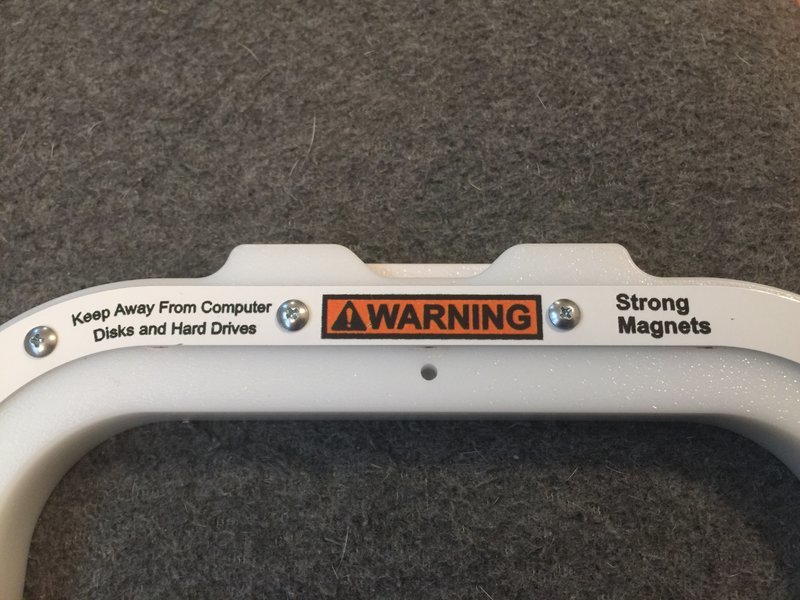 Keep Away From Computer
Disks and Hard Drives
WARNING
Strong
Magnets